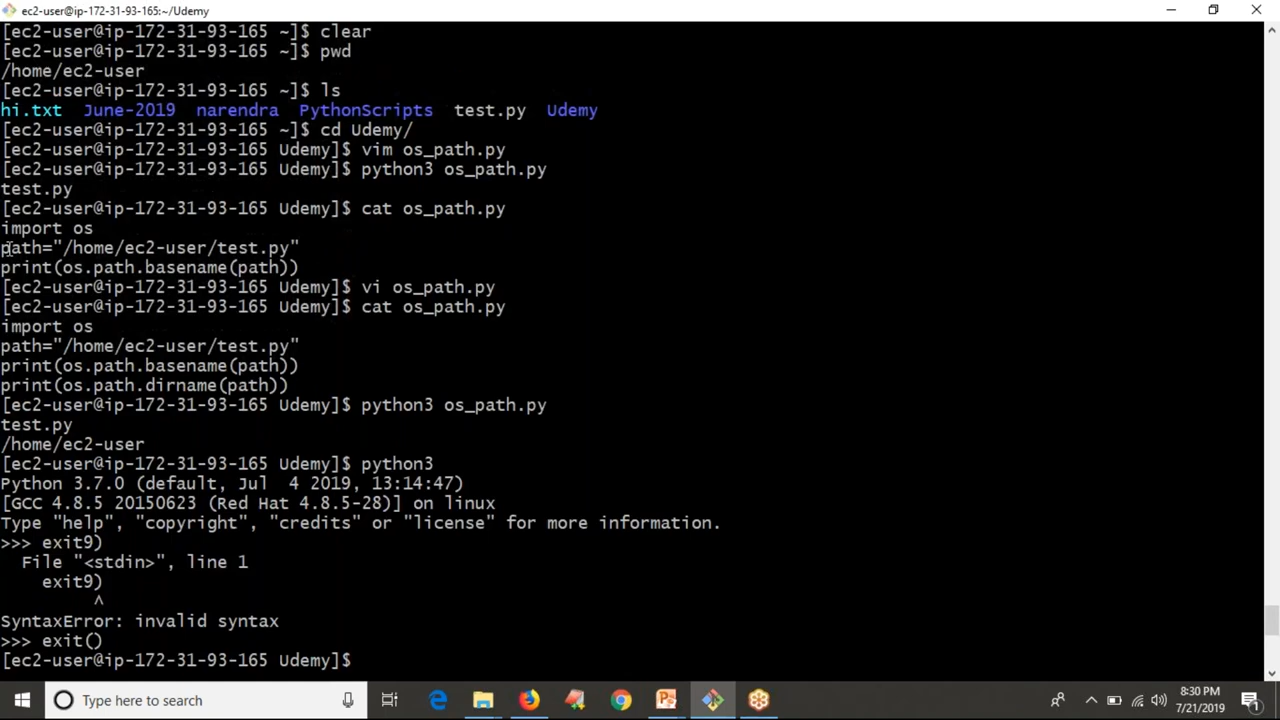 ec2-user@ip-172-31-93-165:~/Udemy
[ec2-user@ip-172-31-93-165 ~]$ clear
[ec2-user@ip-172-31-93-165 ~]$ pwd
/home/ec2-user
[ec2-user@ip-172-31-93-165 ~]$ ls
hi.txt  June-2019  narendra  PythonScripts  test.py  Udemy
[ec2-user@ip-172-31-93-165 ~]$ cd Udemy/
[ec2-user@ip-172-31-93-165 Udemy]$ vim os_path.py
[ec2-user@ip-172-31-93-165 Udemy]$ python3 os_path.py
test.py
[ec2-user@ip-172-31-93-165 Udemy]$ cat os_path.py
import os
path="/home/ec2-user/test.py"
print(os.path.basename(path))
[ec2-user@ip-172-31-93-165 Udemy]$ vi os_path.py
[ec2-user@ip-172-31-93-165 Udemy]$ cat os_path.py
import os
path="/home/ec2-user/test.py"
print(os.path.basename(path))
print(os.path.dirname(path))
[ec2-user@ip-172-31-93-165 Udemy]$ python3 os_path.py
test.py
/home/ec2-user
[ec2-user@ip-172-31-93-165 Udemy]$ python3
Python 3.7.0 (default, Jul  4 2019, 13:14:47)
[GCC 4.8.5 20150623 (Red Hat 4.8.5-28)] on linux
Type "help", "copyright", "credits" or "license" for more information.
>>> exit9)
  File "<stdin>", line 1
    exit9)
         ^
SyntaxError: invalid syntax
>>> exit()
[ec2-user@ip-172-31-93-165 Udemy]$
Type here to search
8:30 PM
7/21/2019